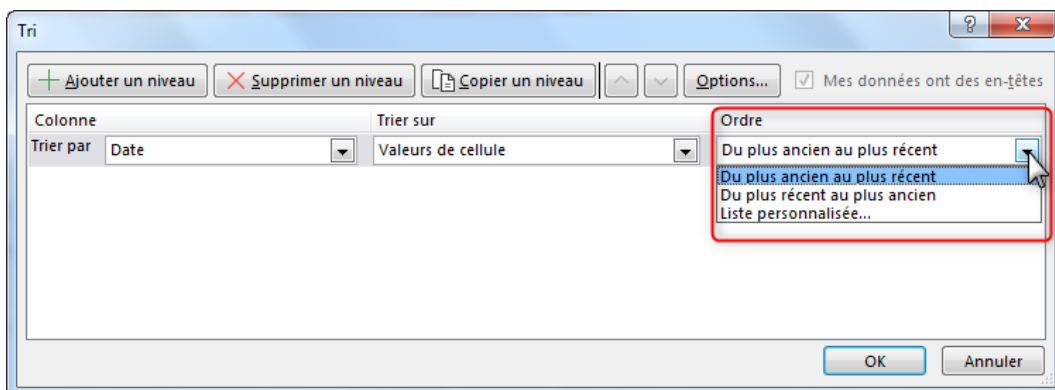 Tri
Ajouter un niveau Supprimer un niveau Copier un niveau Options... Mes données ont des en-têtes
Colonne Trier sur Ordre
Trier par Date Valeurs de cellule Du plus ancien au plus récent
Du plus ancien au plus récent
Du plus récent au plus ancien
Liste personnalisée...
OK Annuler